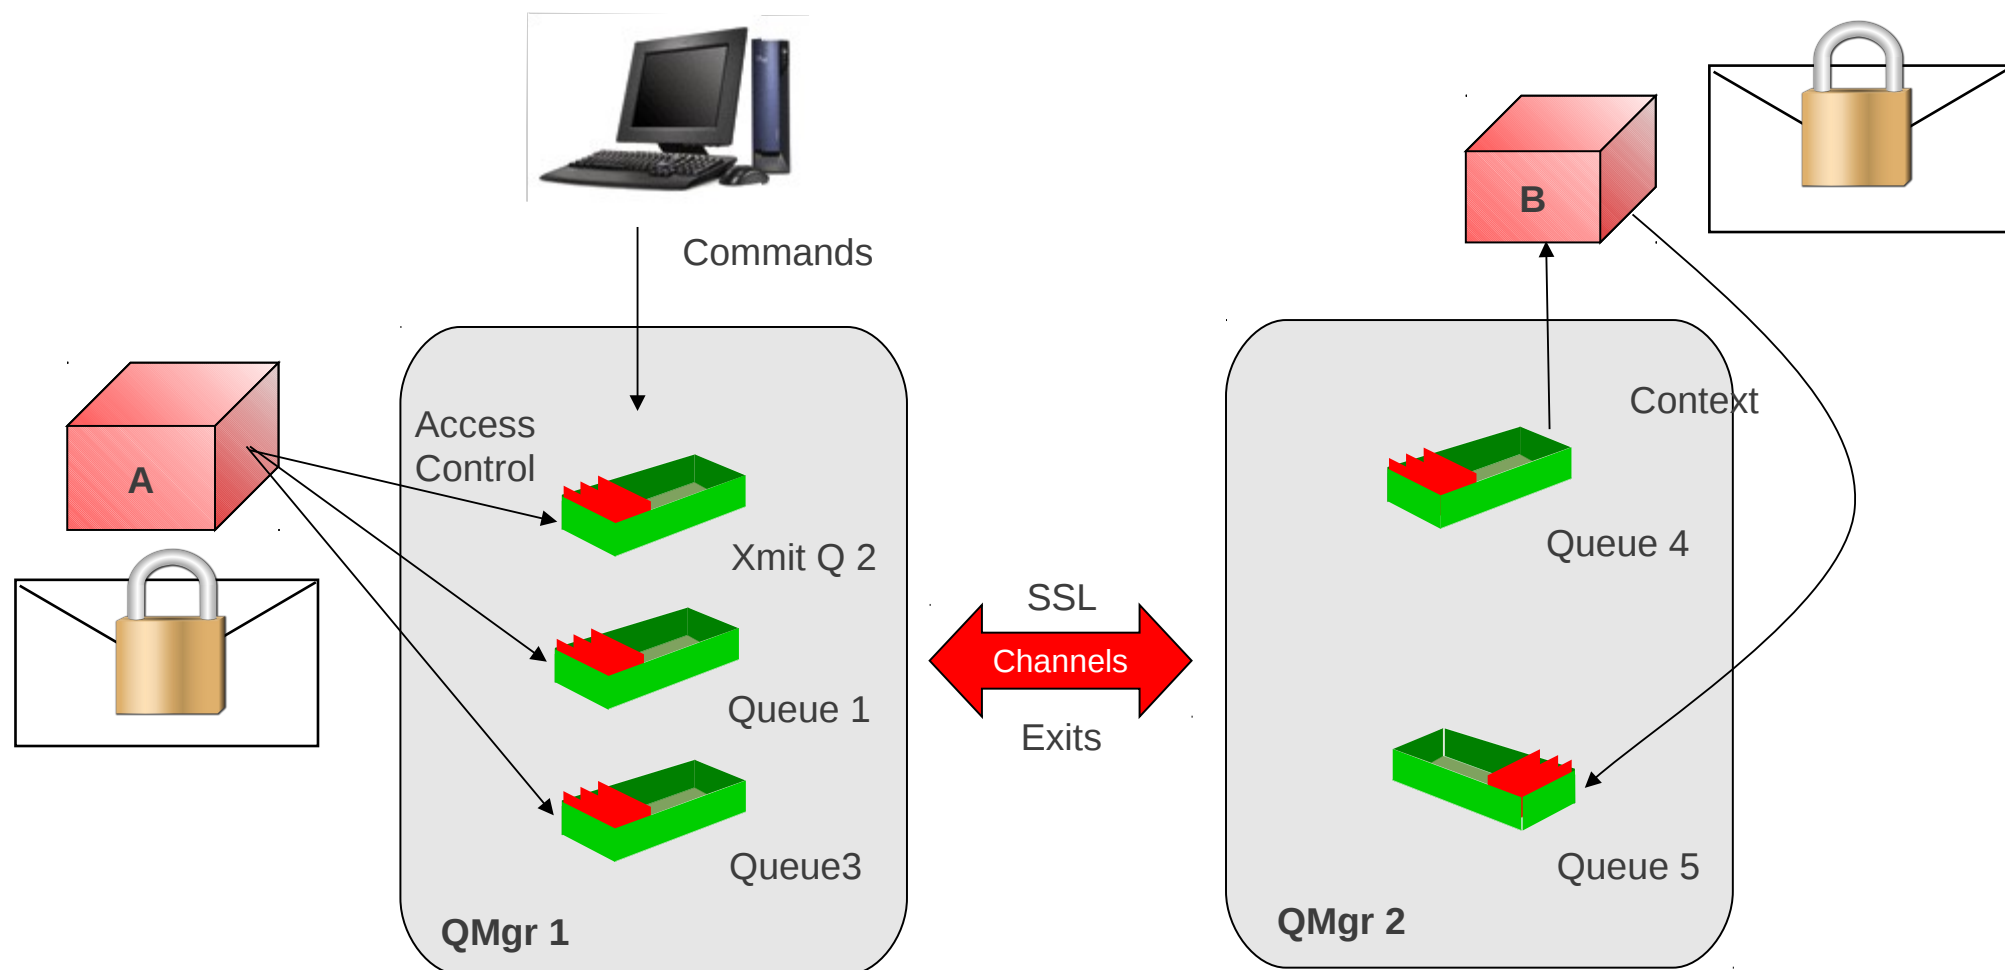 Commands
B
Access
Control
Context
A
Xmit Q 2
Queue 4
SSL
Channels
Exits
Queue 1
Queue3
Queue 5
QMgr 1
QMgr 2